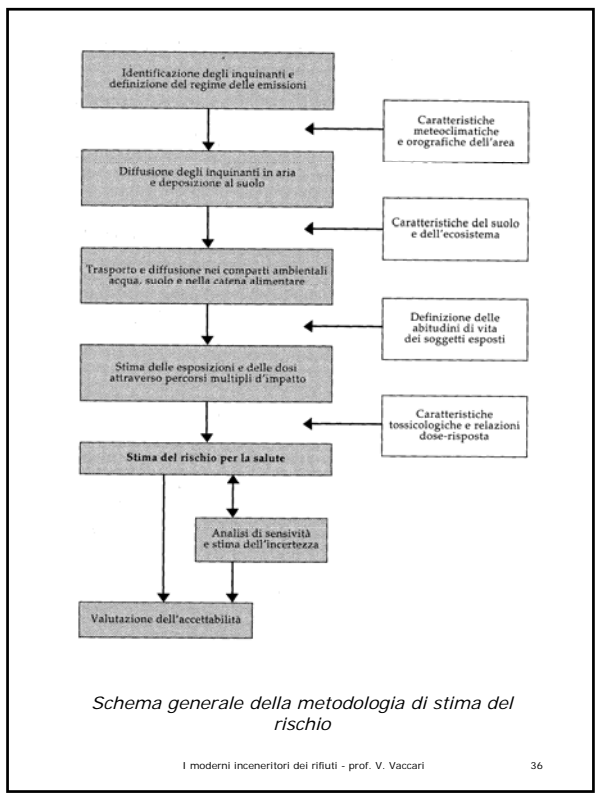 Identificazione degli inquinanti e
definizione del regime delle emissioni
Caratteristiche
meteoclimatiche
e orografiche dell'area
Diffusione degli inquinanti in aria
e deposizione al suolo
Caratteristiche del suolo
e dell'ecosistema
Trasporto e diffusione nei comparti ambientali
acqua, suolo e nella catena alimentare
Definizione delle
abitudini di vita
dei soggetti esposti
Stima delle esposizioni e delle dosi
attraverso percorsi multipli d'impatto
Caratteristiche
tossicologiche e relazioni
dose-risposta
Stima del rischio per la salute
Analisi di sensività
e stima dell'incertezza
Valutazione dell'accettabilità
Schema generale della metodologia di stima del
rischio
I moderni inceneritori dei rifiuti - prof. V. Vaccari 36